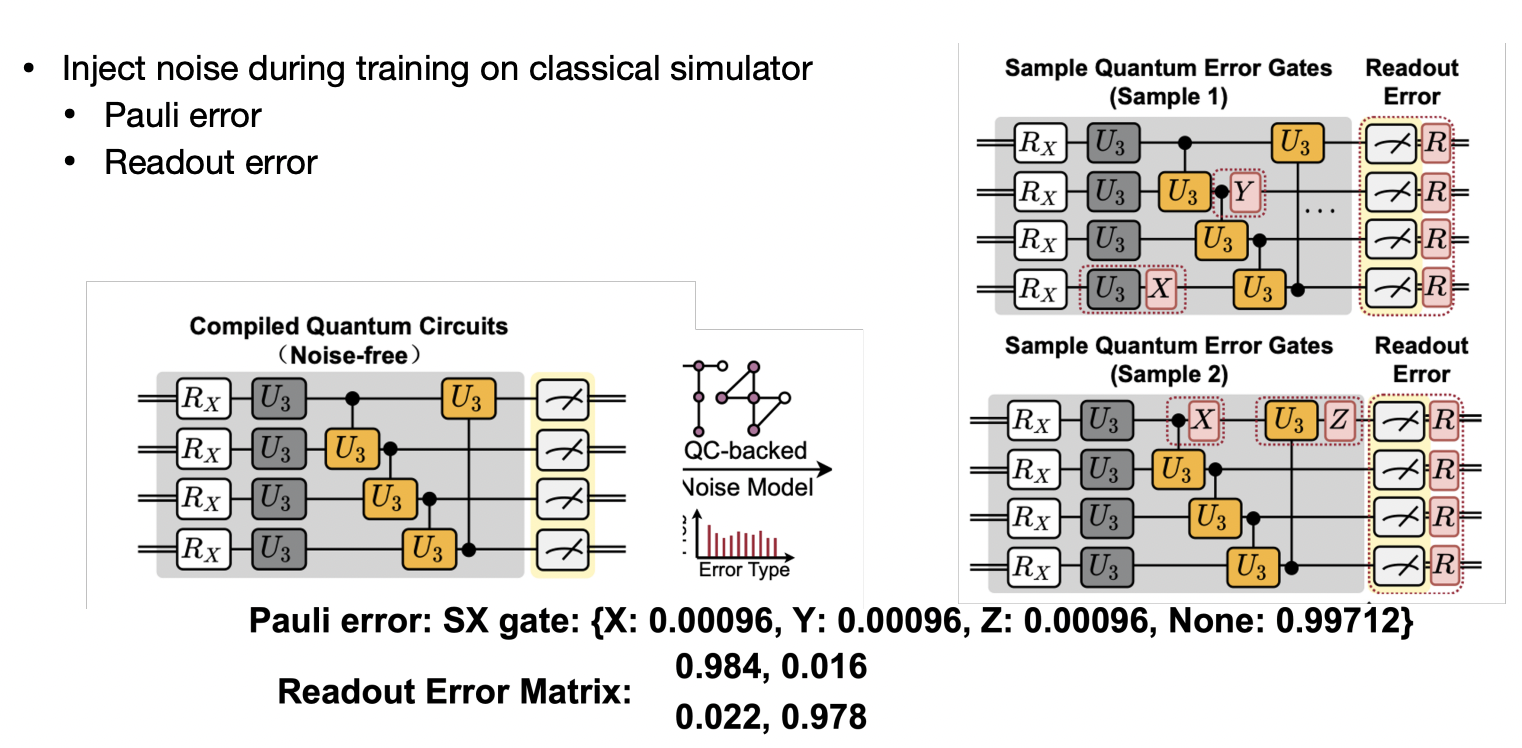 • Inject noise during training on classical simulator
• Pauli error
• Readout error
Sample Quantum Error Gates
(Sample 1)
Readout
Error
R_X U_3 U_3 R
R_X U_3 U_3 Y R
...
R_X U_3 U_3 R
R_X U_3 X U_3 R
Compiled Quantum Circuits
（Noise-free）
R_X U_3 U_3
R_X U_3 U_3
R_X U_3 U_3
R_X U_3 U_3
QC-backed
Noise Model
Error Type
Sample Quantum Error Gates
(Sample 2)
Readout
Error
R_X U_3 X U_3 Z R
R_X U_3 U_3 R
R_X U_3 U_3 R
R_X U_3 U_3 R
Pauli error: SX gate: {X: 0.00096, Y: 0.00096, Z: 0.00096, None: 0.99712}
Readout Error Matrix:
0.984, 0.016
0.022, 0.978